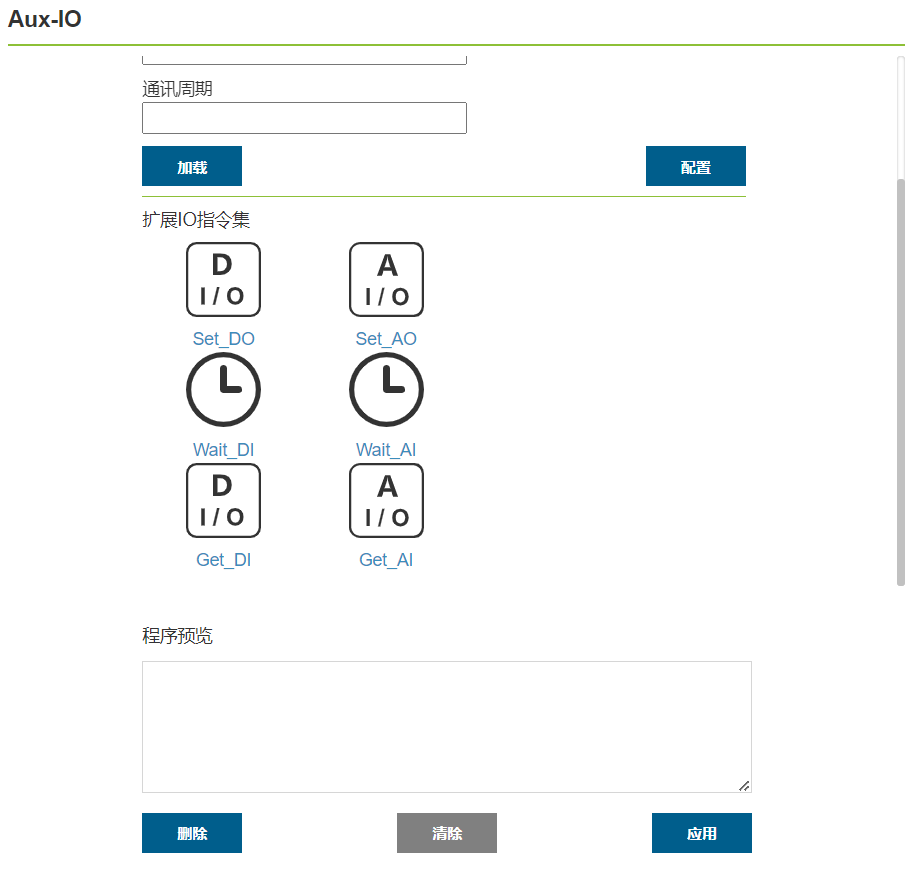 Aux-IO
通讯周期
加载
配置
扩展IO指令集
D
I / O
A
I / O
Set_DO
Set_AO
Wait_DI
Wait_AI
D
I / O
A
I / O
Get_DI
Get_AI
程序预览
删除
清除
应用